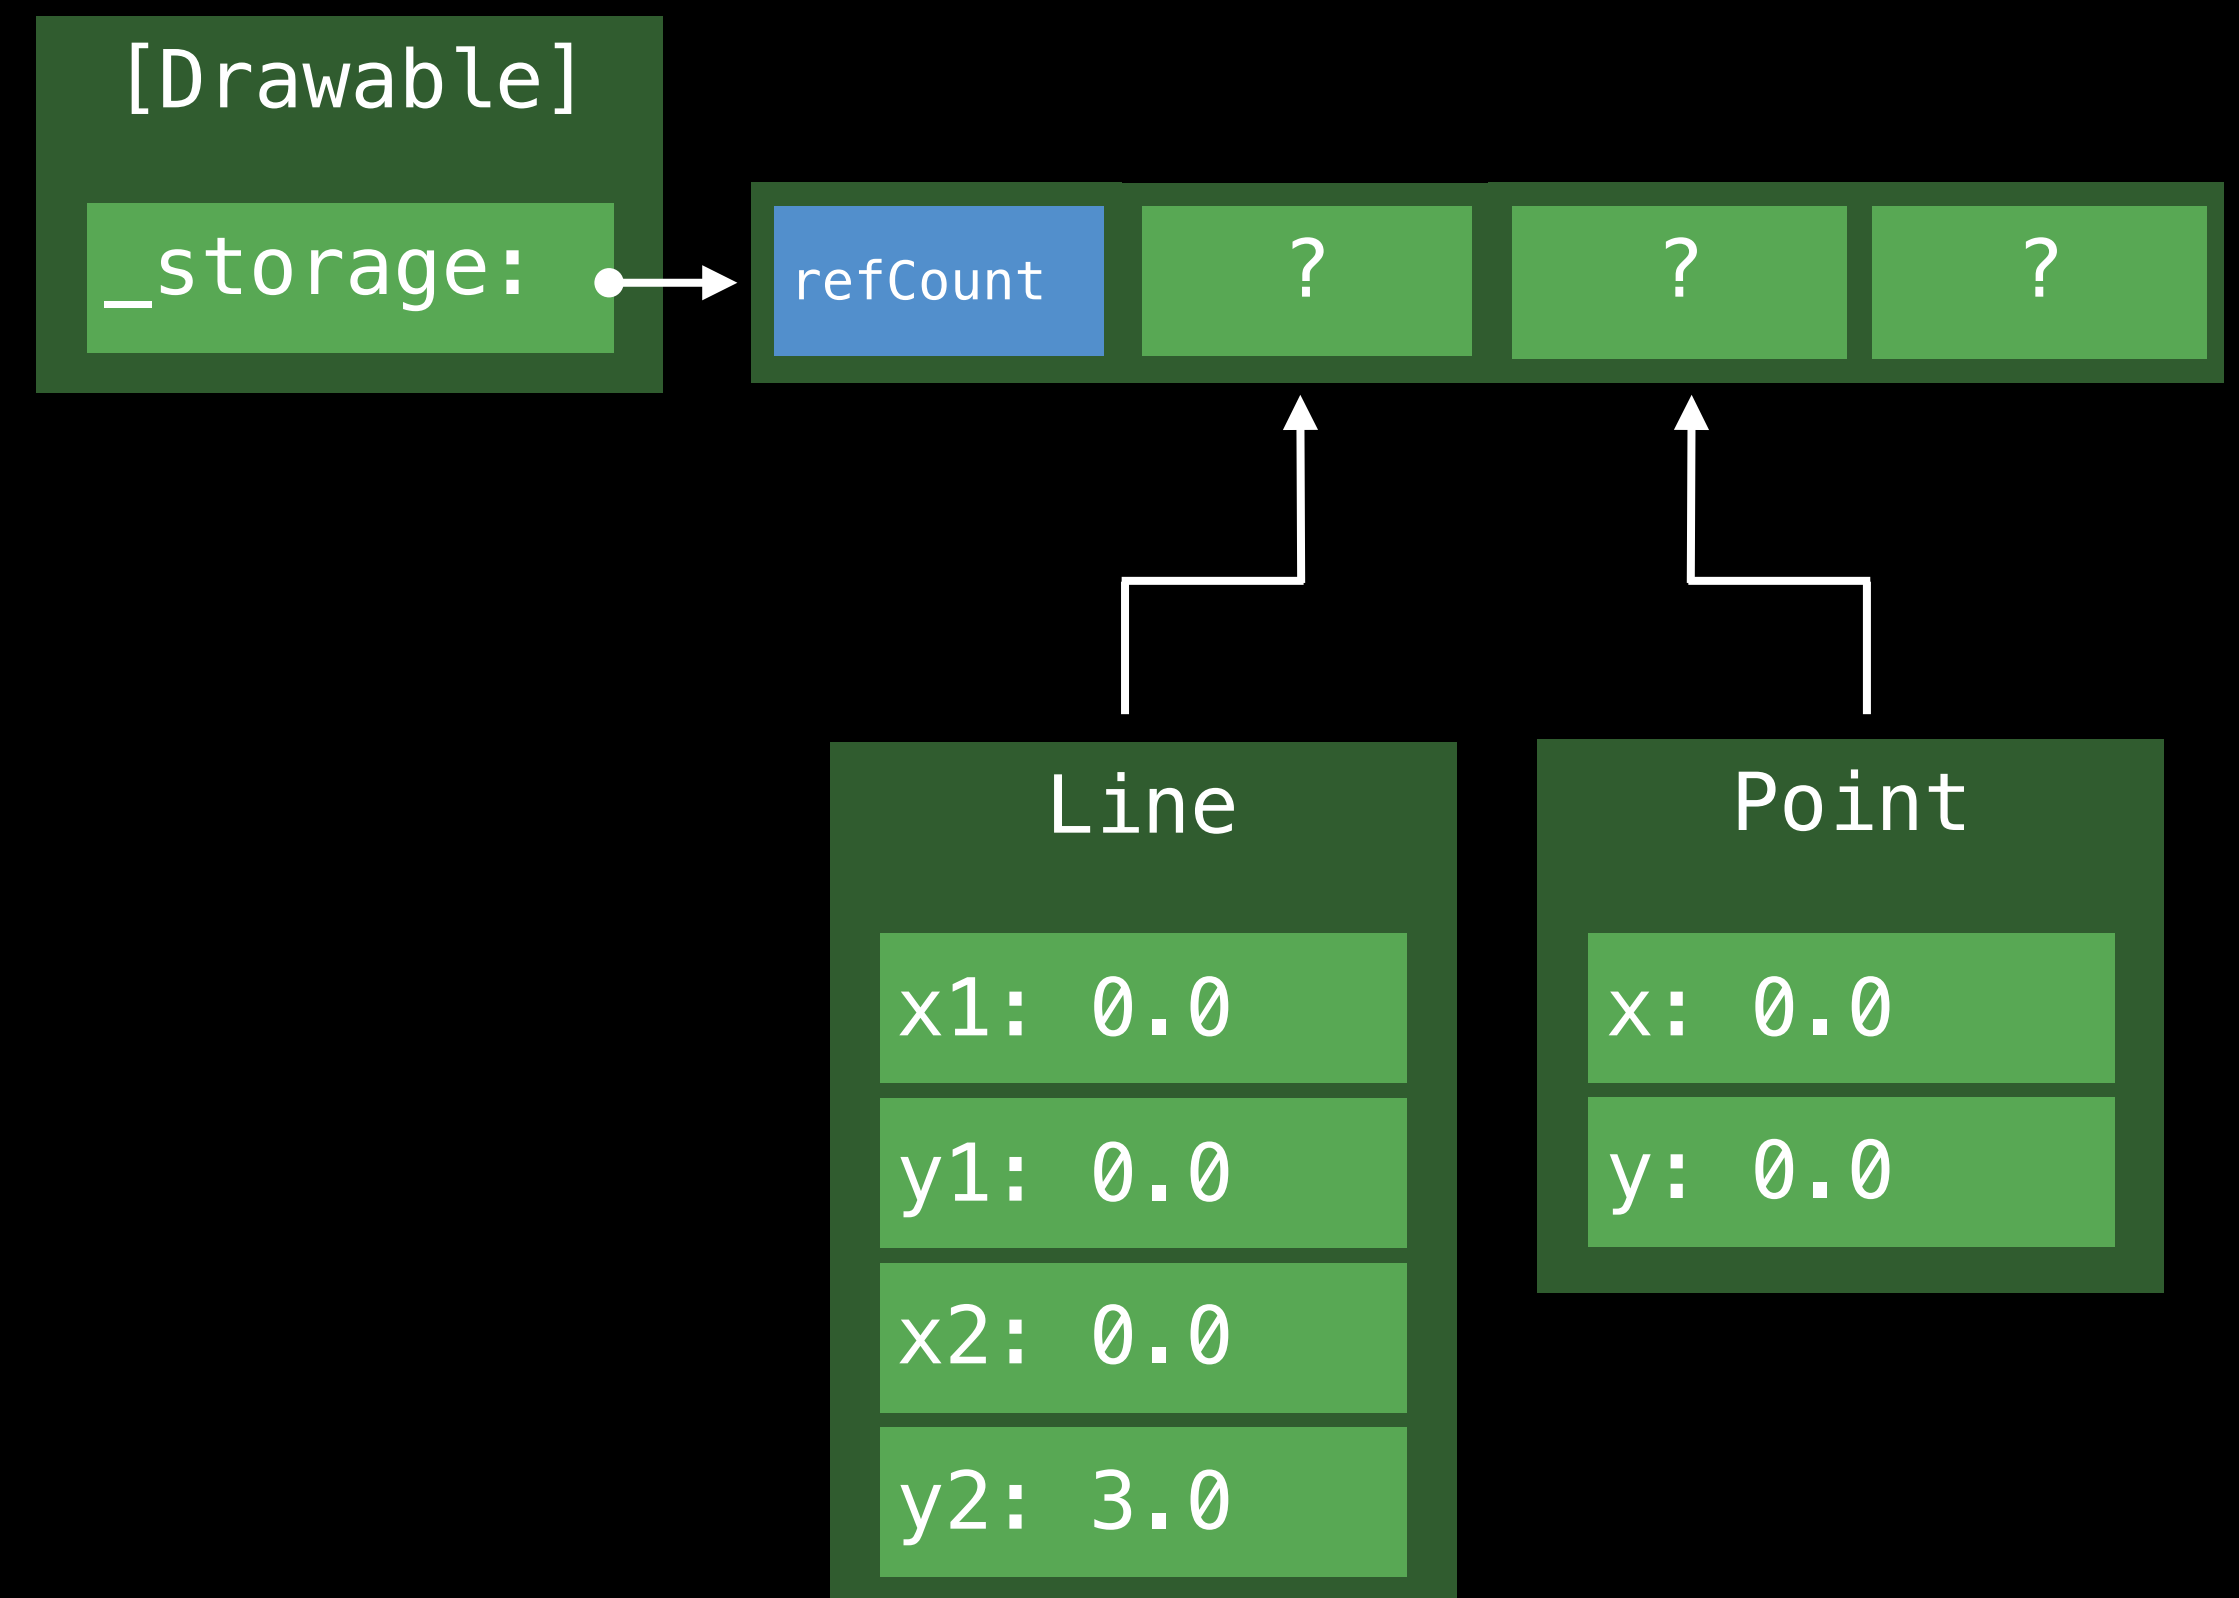 [Drawable]
_storage:
refCount
?
?
?
Line
x1: 0.0
y1: 0.0
x2: 0.0
y2: 3.0
Point
x: 0.0
y: 0.0